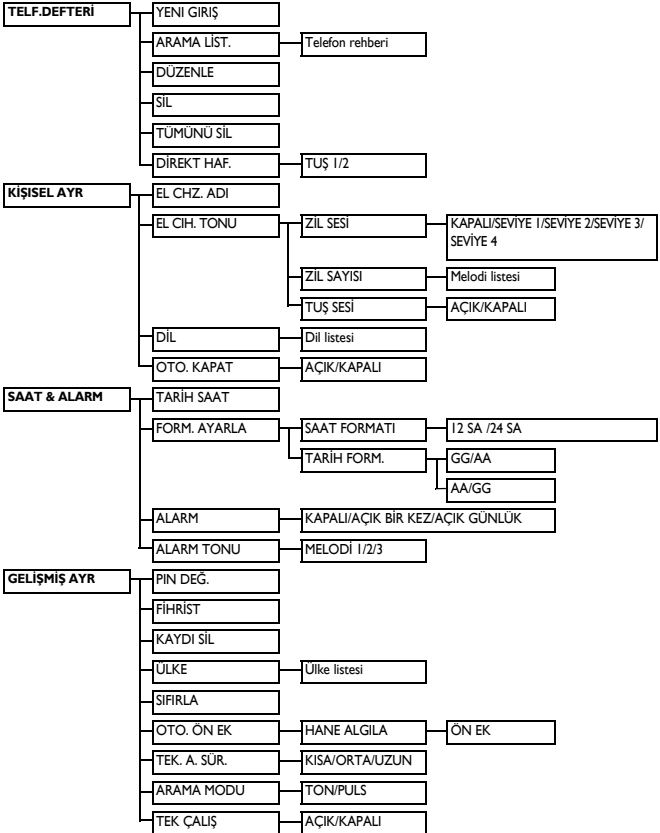 TELF.DEFTERİ
YENI GIRIŞ
ARAMA LİST.
Telefon rehberi
DÜZENLE
SİL
TÜMÜNÜ SİL
DİREKT HAF.
TUŞ 1/2
KİŞISEL AYR
EL CHZ. ADI
EL CIH. TONU
ZİL SESİ
KAPALI/SEVİYE 1/SEVİYE 2/SEVİYE 3/
SEVİYE 4
ZİL SAYISI
Melodi listesi
TUŞ SESİ
AÇIK/KAPALI
DİL
Dil listesi
OTO. KAPAT
AÇIK/KAPALI
SAAT & ALARM
TARİH SAAT
FORM. AYARLA
SAAT FORMATI
12 SA /24 SA
TARİH FORM.
GG/AA
AA/GG
ALARM
KAPALI/AÇIK BİR KEZ/AÇIK GÜNLÜK
ALARM TONU
MELODİ 1/2/3
GELİŞMİŞ AYR
PIN DEĞ.
FİHRİST
KAYDI SİL
ÜLKE
Ülke listesi
SIFIRLA
OTO. ÖN EK
HANE ALGILA
ÖN EK
TEK. A. SÜR.
KISA/ORTA/UZUN
ARAMA MODU
TON/PULS
TEK ÇALIŞ
AÇIK/KAPALI